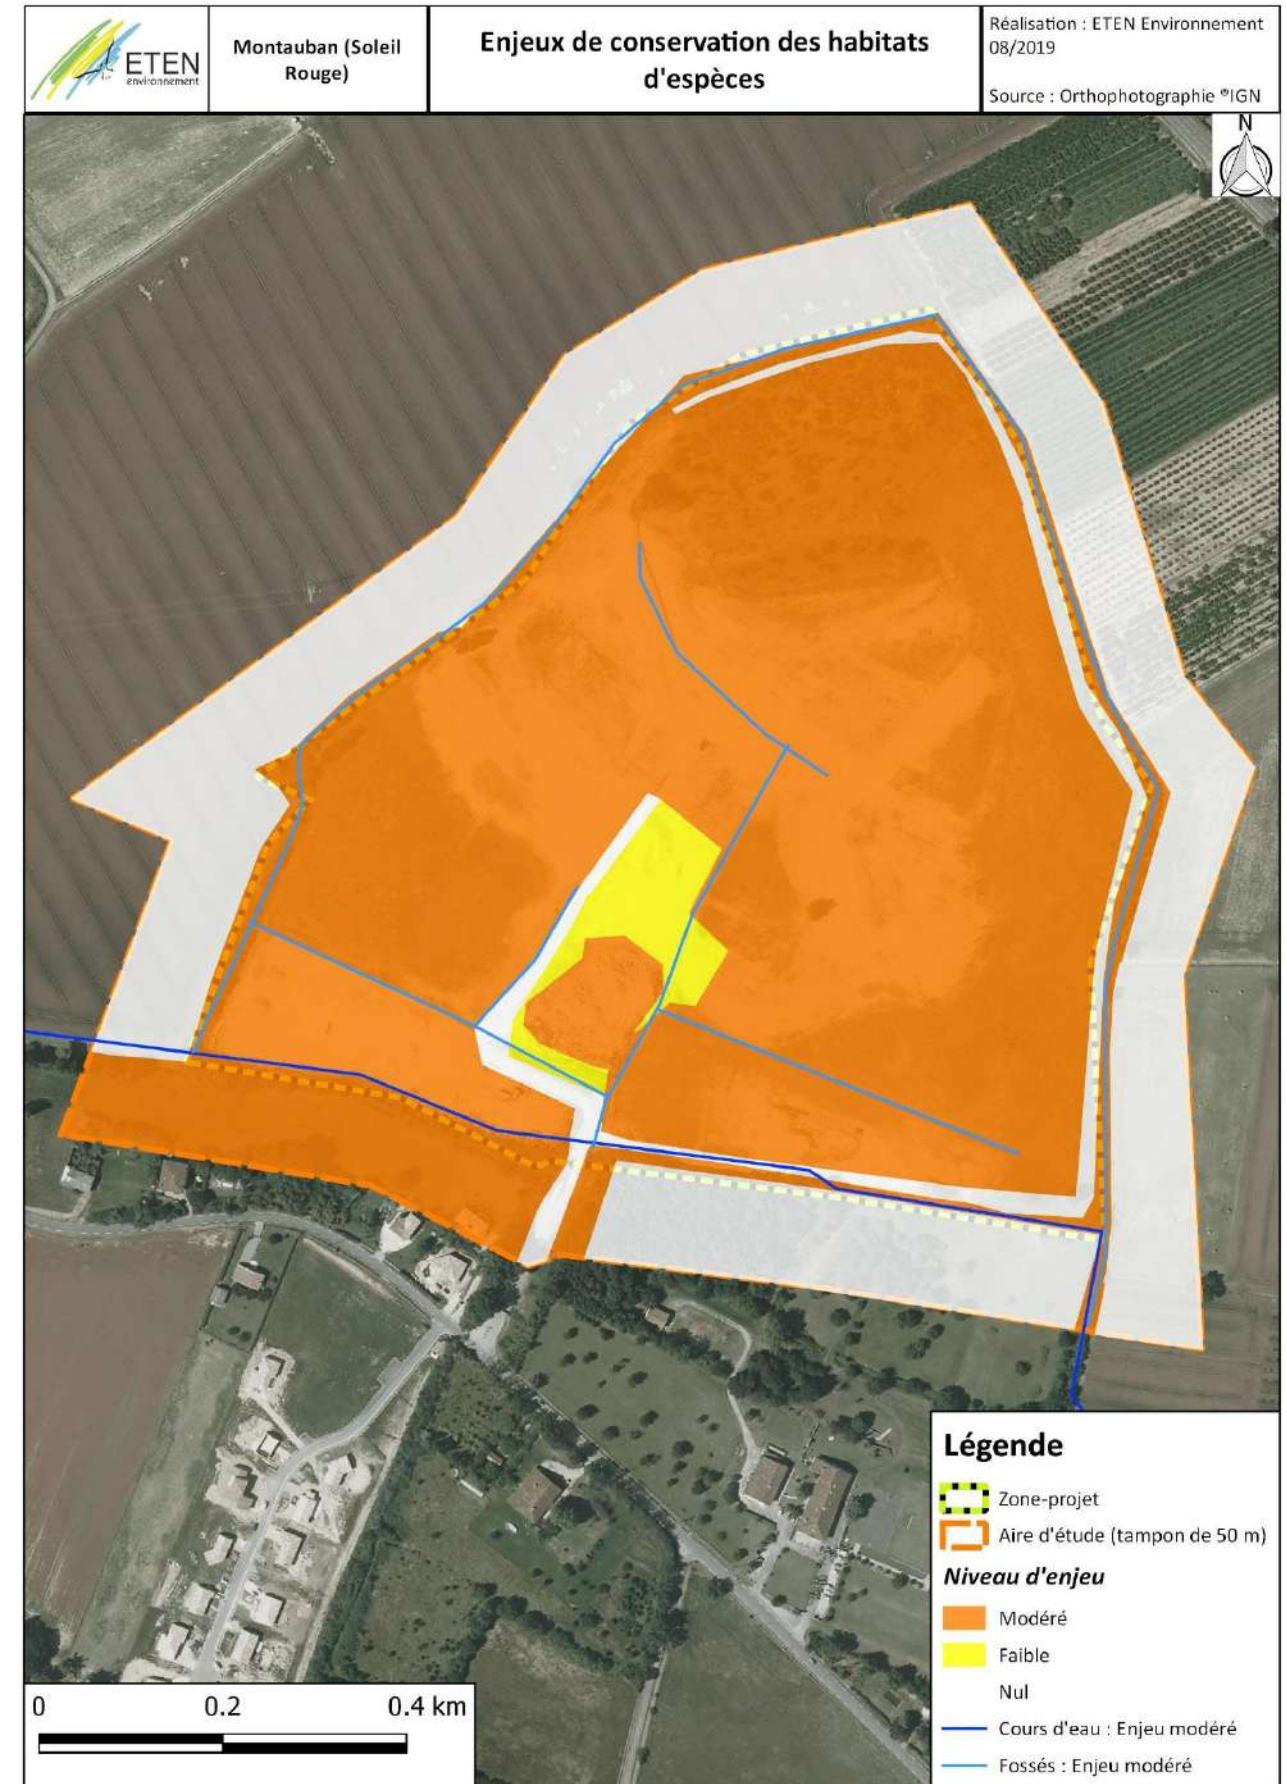 ETEN
environnement
Montauban (Soleil
Rouge)
Enjeux de conservation des habitats
d'espèces
Réalisation : ETEN Environnement
08/2019
Source : Orthophotographie ®IGN
N
Légende
Zone-projet
Aire d'étude (tampon de 50 m)
Niveau d'enjeu
Modéré
Faible
Nul
Cours d'eau : Enjeu modéré
Fossés : Enjeu modéré
0 0.2 0.4 km